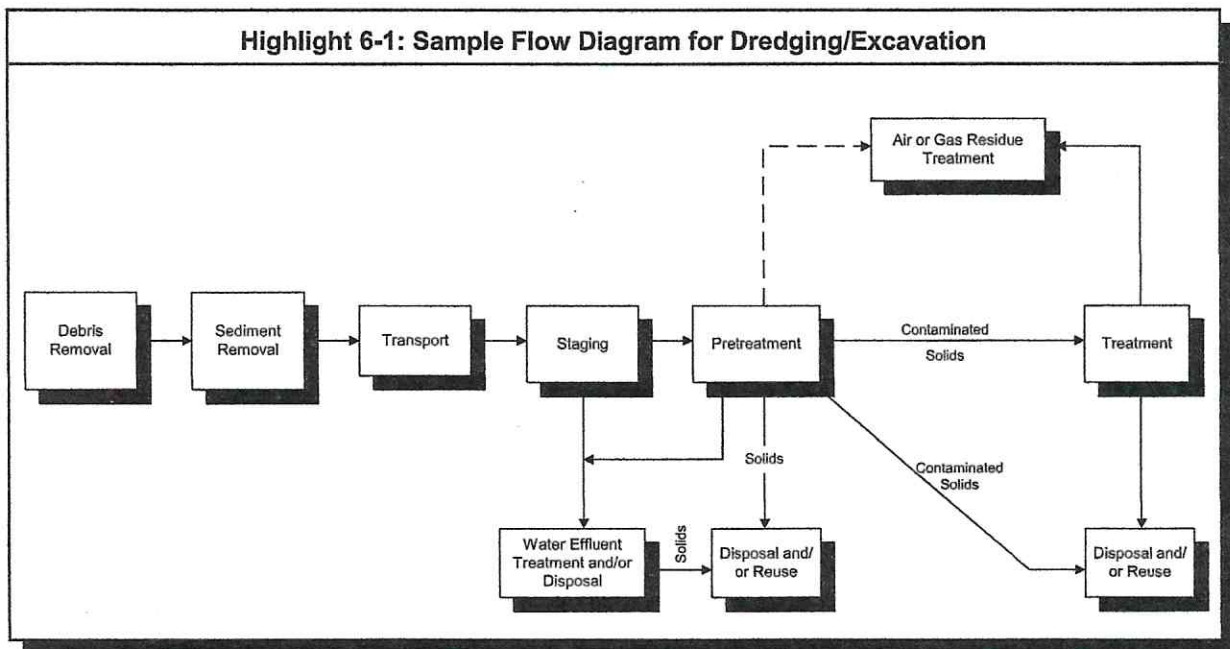 Highlight 6-1: Sample Flow Diagram for Dredging/Excavation
Air or Gas Residue
Treatment
Debris
Removal
Sediment
Removal
Transport
Staging
Pretreatment
Contaminated
Solids
Treatment
Solids
Contaminated
Solids
Water Effluent
Treatment and/or
Disposal
Solids
Disposal and/
or Reuse
Disposal and/
or Reuse